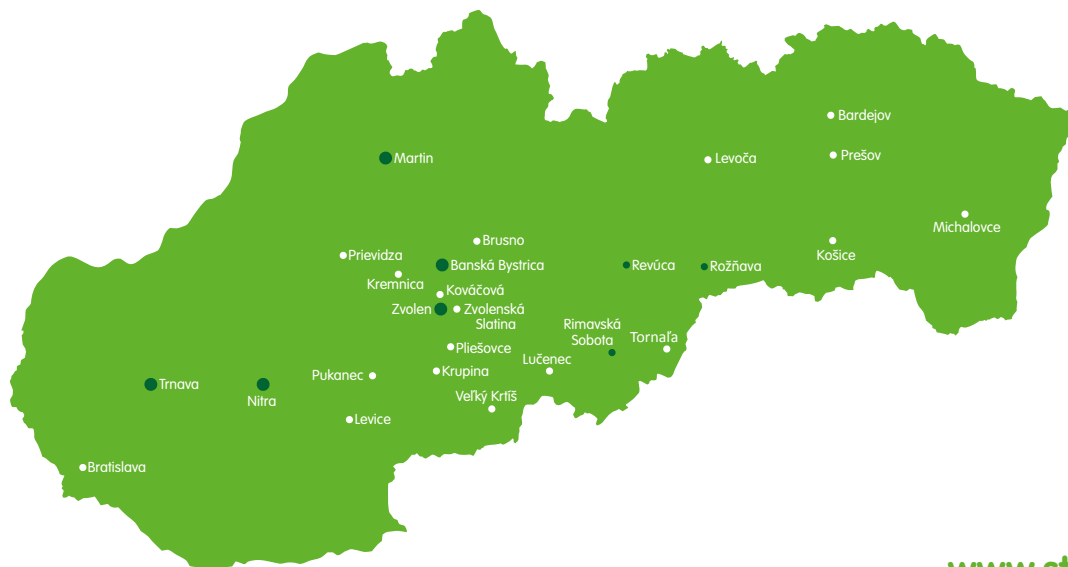 Bardejov
Martin
Levoča
Prešov
Michalovce
Brusno
Prievidza
Košice
Banská Bystrica
Revúca
Rožňava
Kremnica
Kováčová
Zvolen
Zvolenská
Slatina
Rimavská
Sobota
Tornaľa
Pliešovce
Lučenec
Pukanec
Krupina
Trnava
Nitra
Veľký Krtíš
Levice
Bratislava